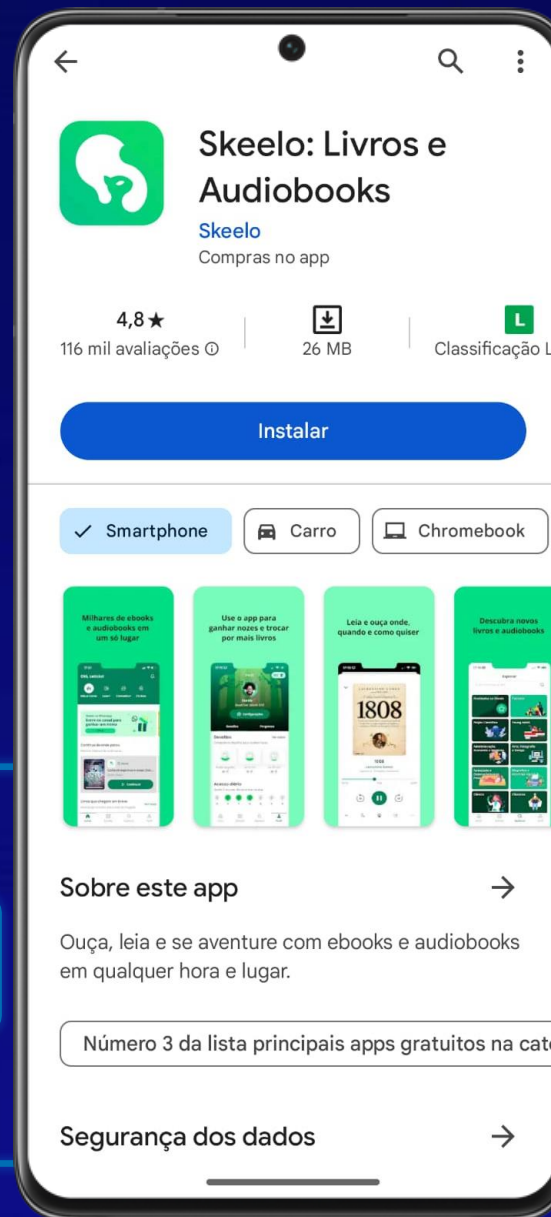 Skeelo: Livros e
Audiobooks
Skeelo
Compras no app
4,8★
116 mil avaliações
26 MB
L
Classificação L
Instalar
Smartphone
Carro
Chromebook
Milhares de ebooks
e audiobooks em
um só lugar
Use o app para
ganhar nozes e trocar
por mais livros
Leia e ouça onde,
quando e como quiser
1808
Descubra novos
livros e audiobooks
Sobre este app
Ouça, leia e se aventure com ebooks e audiobooks
em qualquer hora e lugar.
Número 3 da lista principais apps gratuitos na cate
Segurança dos dados